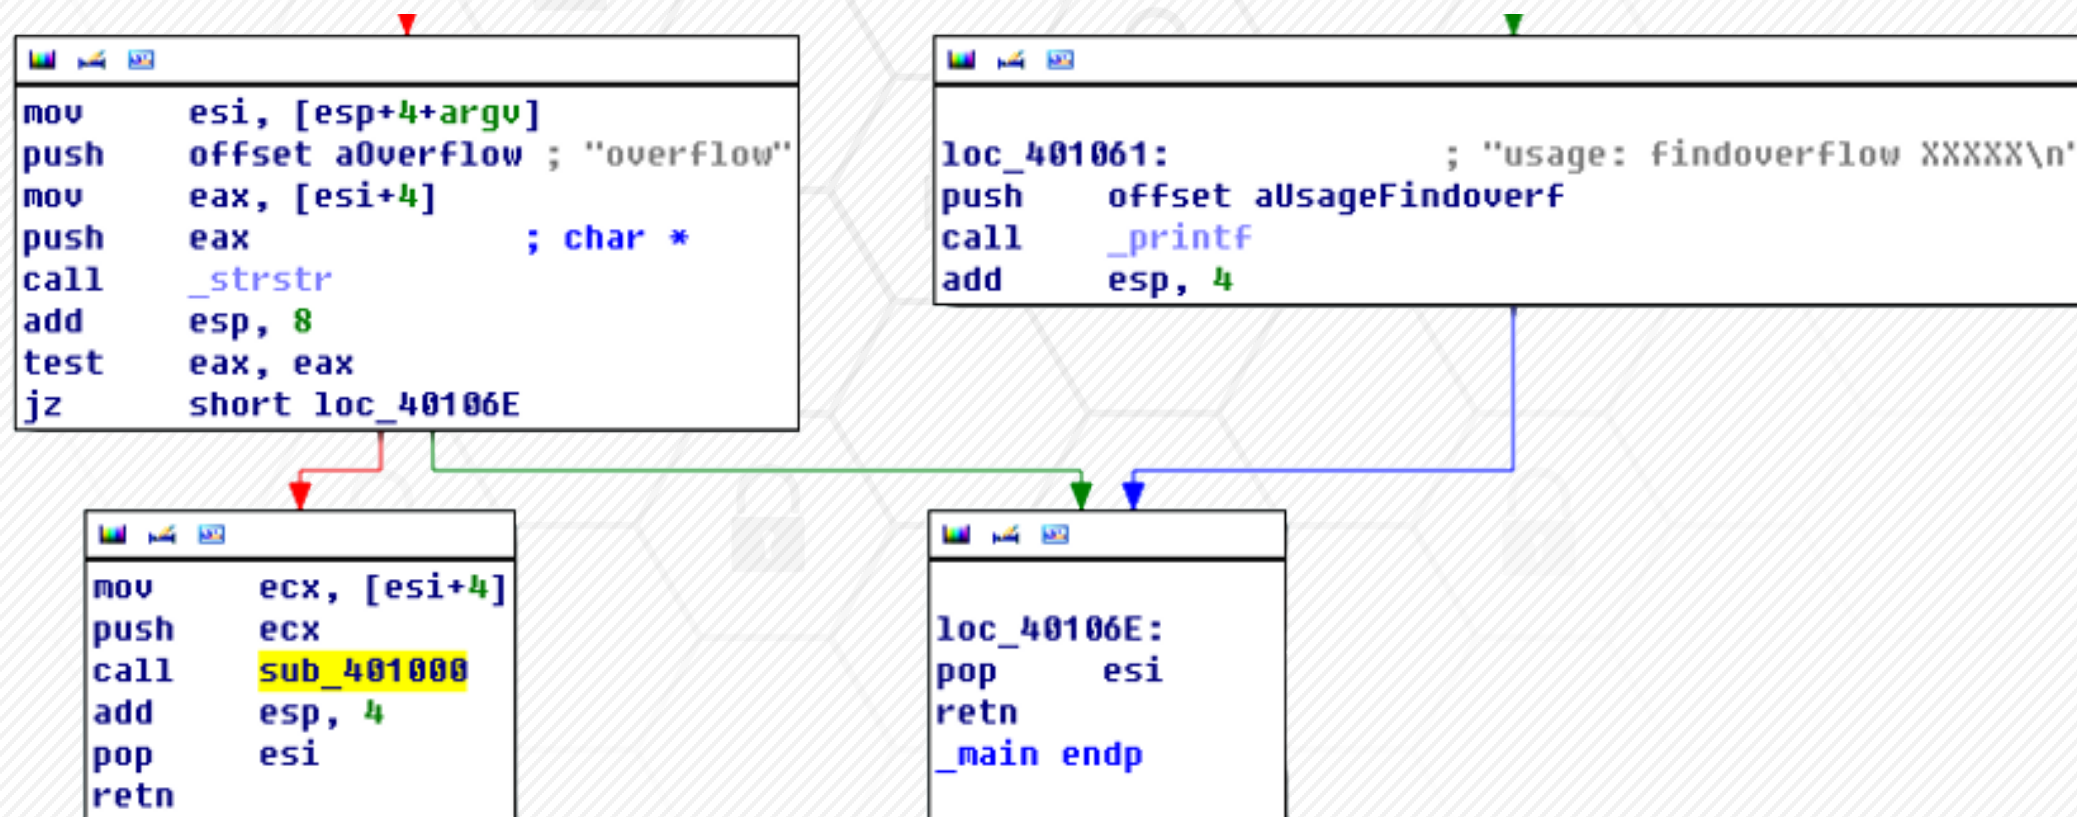 mov esi, [esp+4+argv]
push offset aOverflow ; "overflow"
mov eax, [esi+4]
push eax ; char *
call _strstr
add esp, 8
test eax, eax
jz short loc_40106E
loc_401061: ; "usage: findoverflow XXXXX\n"
push offset aUsageFindoverf
call _printf
add esp, 4
mov ecx, [esi+4]
push ecx
call sub_401000
add esp, 4
pop esi
retn
loc_40106E:
pop esi
retn
_main endp